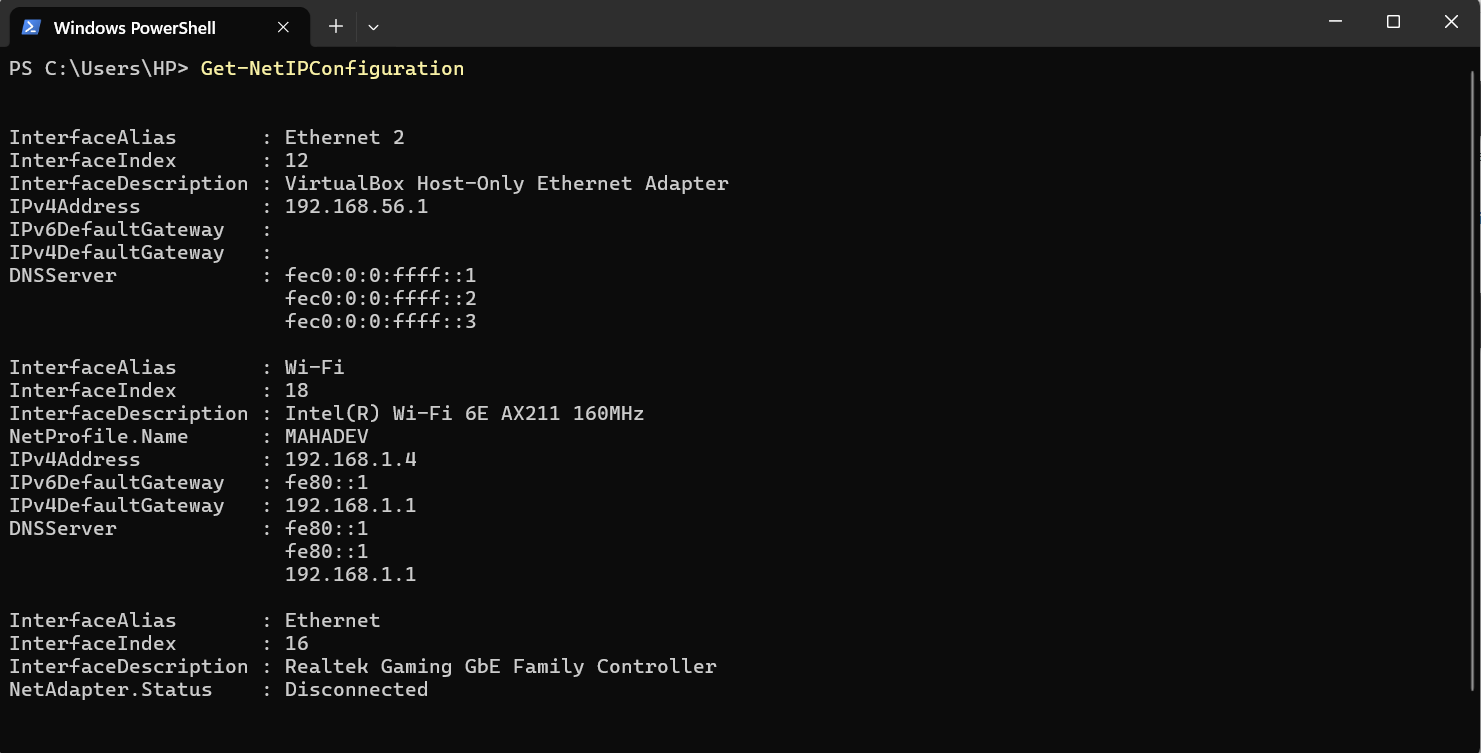 Windows PowerShell
PS C:\Users\HP> Get-NetIPConfiguration
InterfaceAlias       : Ethernet 2
InterfaceIndex       : 12
InterfaceDescription : VirtualBox Host-Only Ethernet Adapter
IPv4Address          : 192.168.56.1
IPv6DefaultGateway   :
IPv4DefaultGateway   :
DNSServer            : fec0:0:0:ffff::1
                       fec0:0:0:ffff::2
                       fec0:0:0:ffff::3
InterfaceAlias       : Wi-Fi
InterfaceIndex       : 18
InterfaceDescription : Intel(R) Wi-Fi 6E AX211 160MHz
NetProfile.Name      : MAHADEV
IPv4Address          : 192.168.1.4
IPv6DefaultGateway   : fe80::1
IPv4DefaultGateway   : 192.168.1.1
DNSServer            : fe80::1
                       fe80::1
                       192.168.1.1
InterfaceAlias       : Ethernet
InterfaceIndex       : 16
InterfaceDescription : Realtek Gaming GbE Family Controller
NetAdapter.Status    : Disconnected